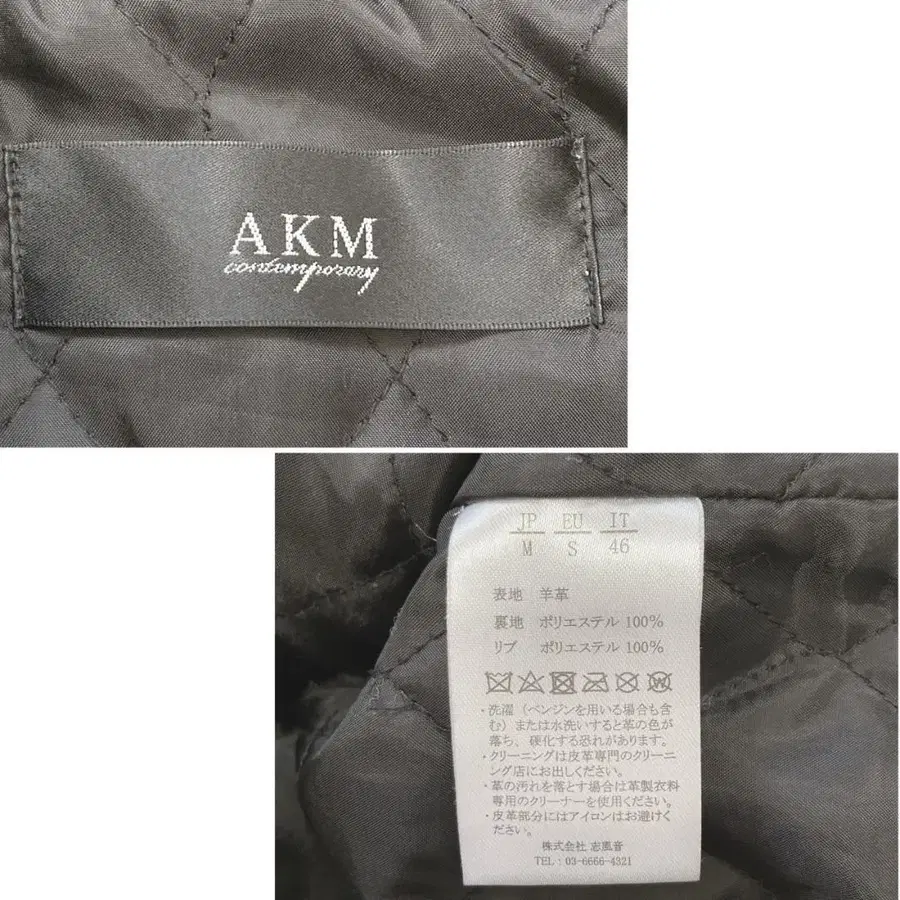 AKM
contemporary
JP EU IT
M S 46
表地 羊革
裏地 ポリエステル 100%
リブ ポリエステル 100%
・洗濯（ベンジンを用いる場合も含
む）または水洗いすると革の色が
落ち、硬化する恐れがあります。
・クリーニングは皮革専門のクリーニ
ング店にお出しください。
・革の汚れを落とす場合は革製衣料
専用のクリーナーを使用ください。
・皮革部分にはアイロンはお避けく
ださい。
株式会社 志風音
TEL：03-6666-4321